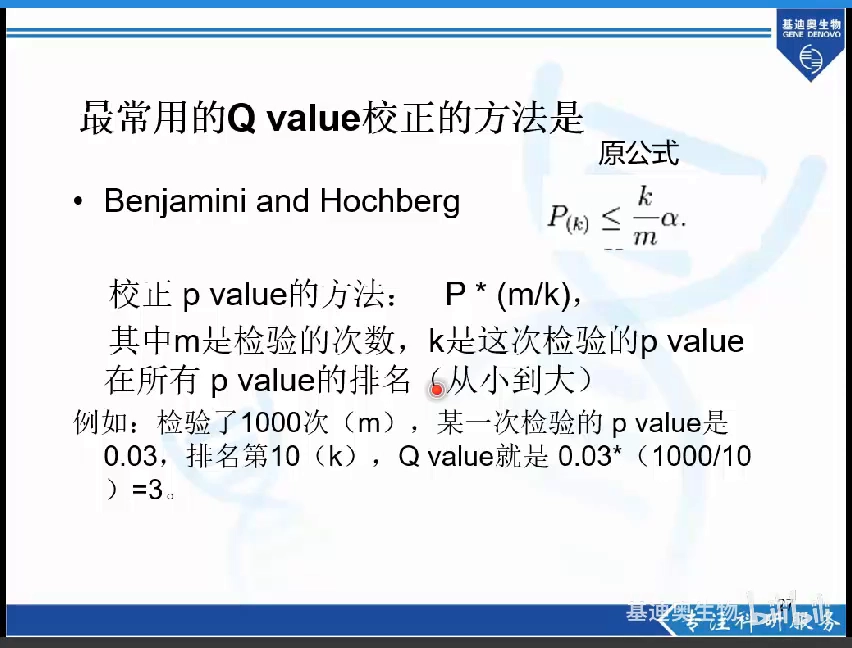 基迪奥生物
GENE DENOVO
最常用的Q value校正的方法是
原公式
• Benjamini and Hochberg
P(k) ≤ k/m α.
校正 p value的方法： P * (m/k)，
其中m是检验的次数，k是这次检验的p value
在所有 p value的排名（从小到大）
例如：检验了1000次（m），某一次检验的 p value是
0.03，排名第10（k），Q value就是 0.03*（1000/10
）=3。
27
基迪奥生物 bilibili
专注科研服务